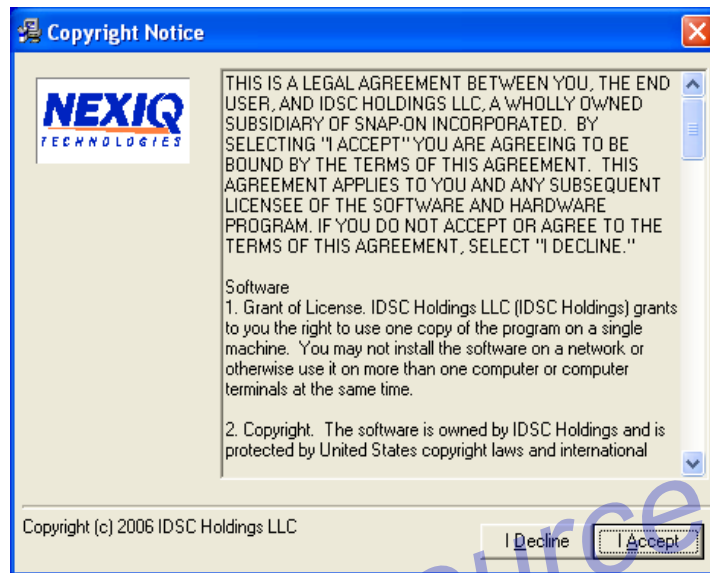 Copyright Notice
NEXIQ
TECHNOLOGIES
THIS IS A LEGAL AGREEMENT BETWEEN YOU, THE END
USER, AND IDSC HOLDINGS LLC, A WHOLLY OWNED
SUBSIDIARY OF SNAP-ON INCORPORATED.  BY
SELECTING "I ACCEPT" YOU ARE AGREEING TO BE
BOUND BY THE TERMS OF THIS AGREEMENT.  THIS
AGREEMENT APPLIES TO YOU AND ANY SUBSEQUENT
LICENSEE OF THE SOFTWARE AND HARDWARE
PROGRAM. IF YOU DO NOT ACCEPT OR AGREE TO THE
TERMS OF THIS AGREEMENT, SELECT "I DECLINE."
Software
1. Grant of License. IDSC Holdings LLC (IDSC Holdings) grants
to you the right to use one copy of the program on a single
machine.  You may not install the software on a network or
otherwise use it on more than one computer or computer
terminals at the same time.
2. Copyright.  The software is owned by IDSC Holdings and is
protected by United States copyright laws and international
Copyright (c) 2006 IDSC Holdings LLC
I Decline
I Accept